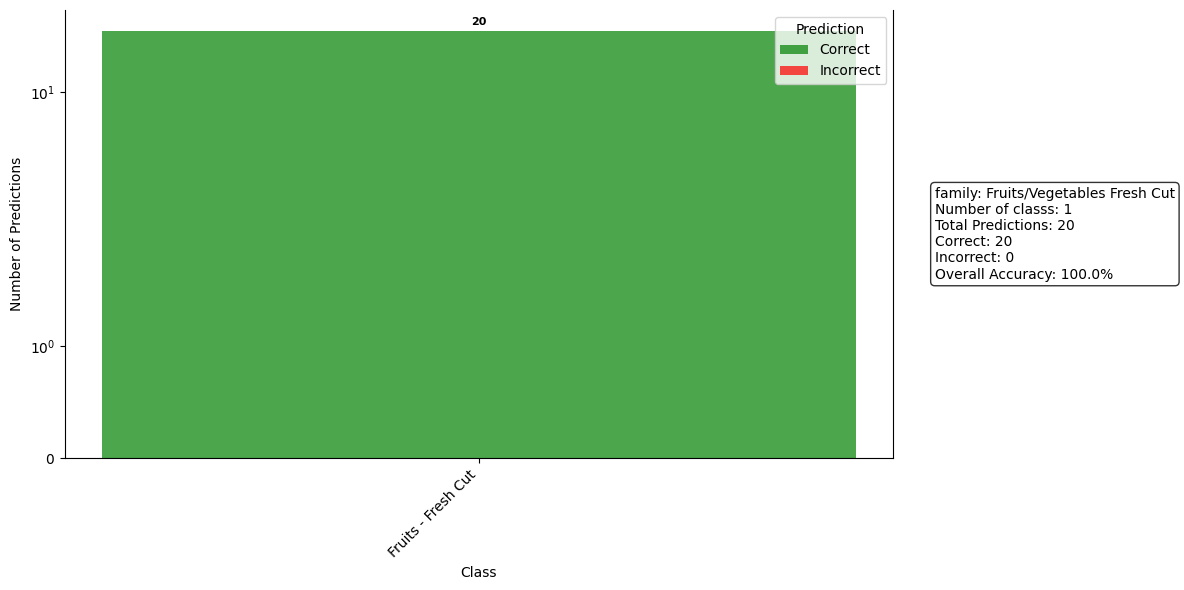 20
Prediction
Correct
Incorrect
10¹
10⁰
0
Number of Predictions
Fruits - Fresh Cut
Class
family: Fruits/Vegetables Fresh Cut
Number of classs: 1
Total Predictions: 20
Correct: 20
Incorrect: 0
Overall Accuracy: 100.0%